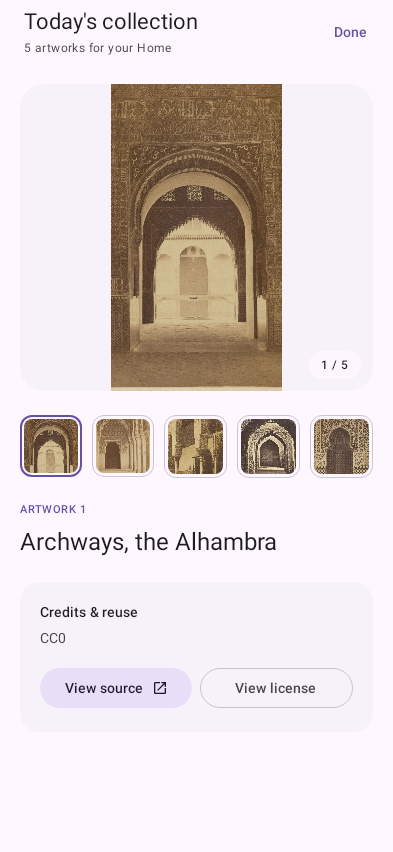 Today's collection
5 artworks for your Home
Done
1 / 5
ARTWORK 1
Archways, the Alhambra
Credits & reuse
CC0
View source
View license